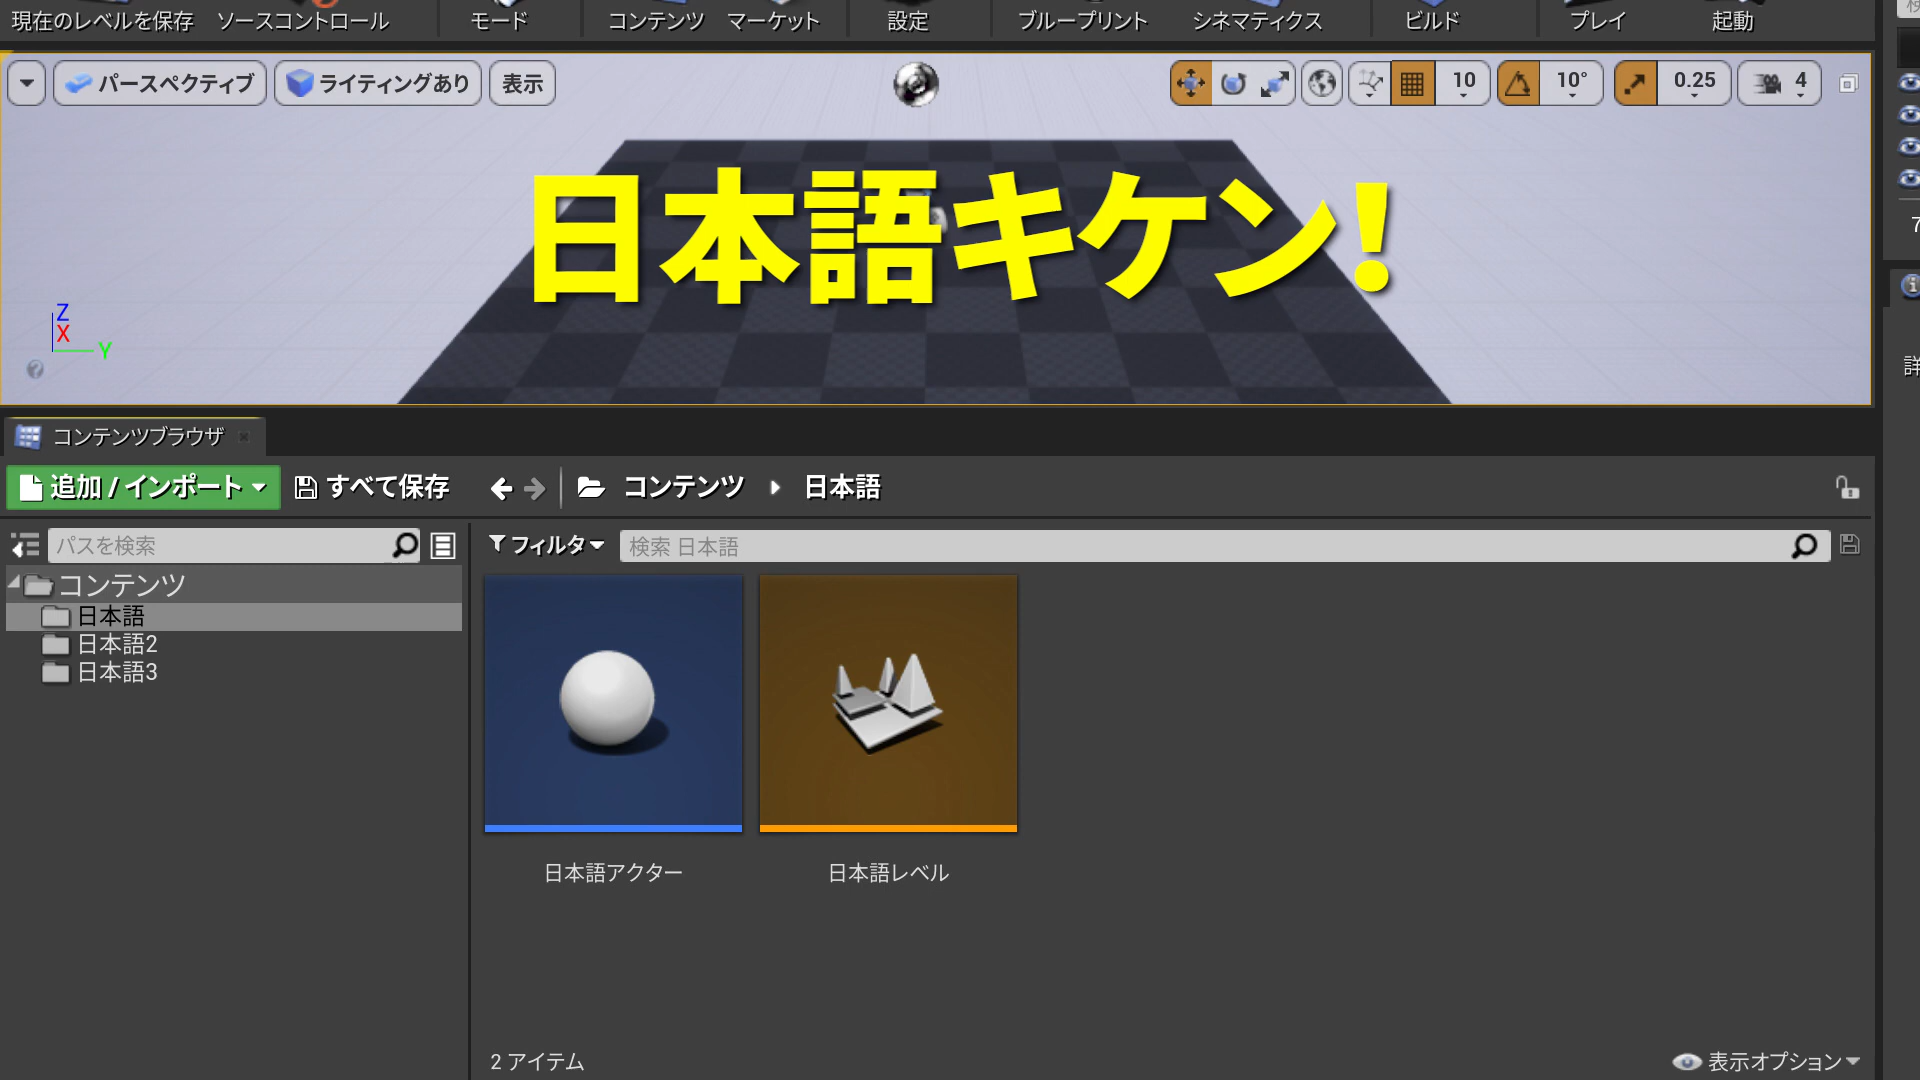 現在のレベルを保存 ソースコントロール モード コンテンツ マーケット 設定 ブループリント シネマティクス ビルド プレイ 起動
パースペクティブ ライティングあり 表示 10 10° 0.25 4
日本語キケン!
Z
X
Y
コンテンツブラウザ
追加 / インポート すべて保存 コンテンツ 日本語
パスを検索 フィルタ 検索 日本語
コンテンツ
日本語
日本語2
日本語3
日本語アクター 日本語レベル
2 アイテム 表示オプション